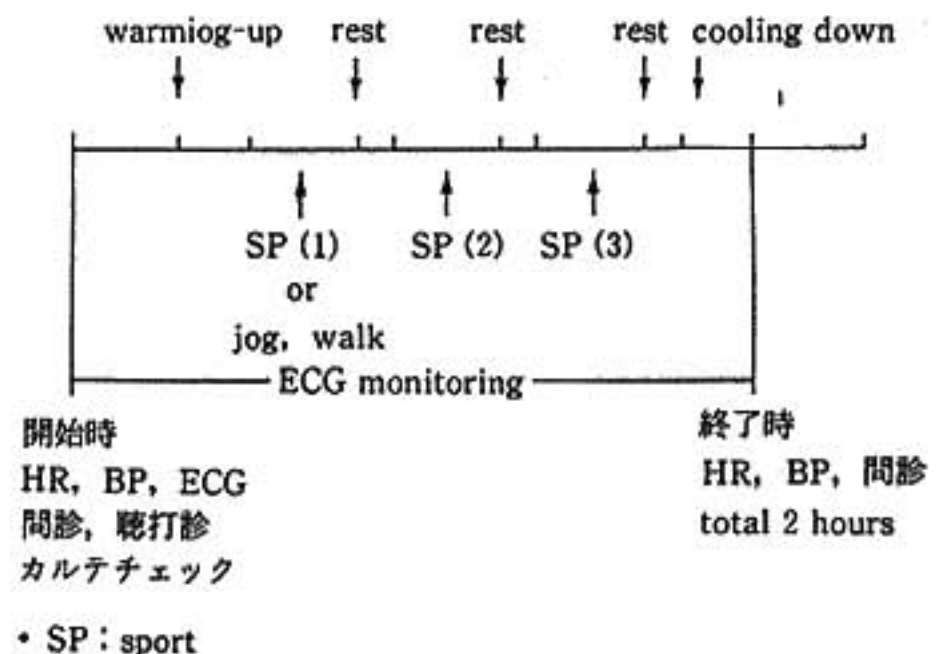 warmiog-up rest rest rest cooling down
SP (1) SP (2) SP (3)
or
jog, walk
ECG monitoring
開始時
HR, BP, ECG
問診, 聴打診
カルテチェック
終了時
HR, BP, 問診
total 2 hours
• SP：sport